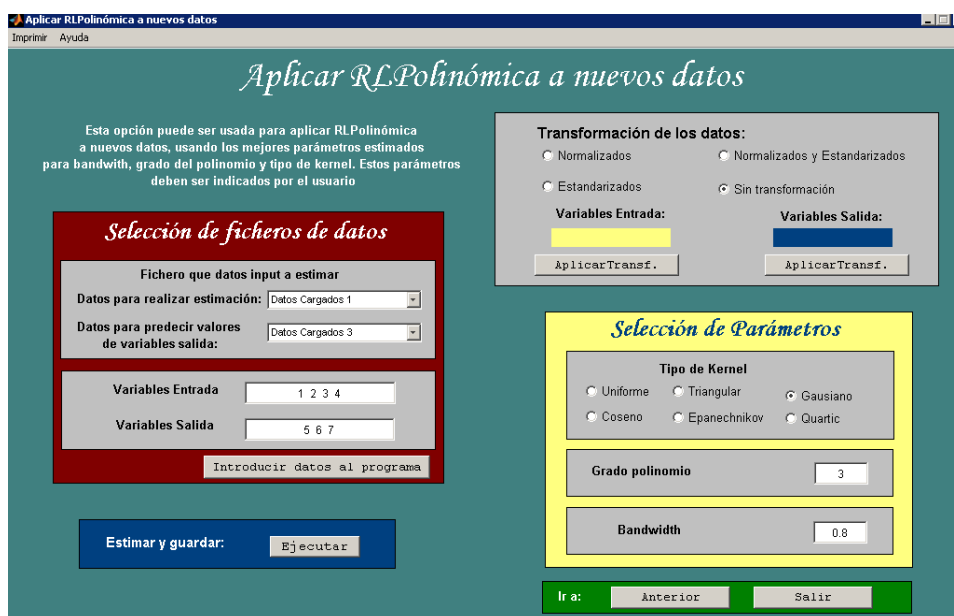 Aplicar RLPolinómica a nuevos datos
Imprimir Ayuda
Aplicar RLPolinómica a nuevos datos
Esta opción puede ser usada para aplicar RLPolinómica
a nuevos datos, usando los mejores parámetros estimados
para bandwith, grado del polinomio y tipo de kernel. Estos parámetros
deben ser indicados por el usuario
Selección de ficheros de datos
Fichero que datos input a estimar
Datos para realizar estimación: Datos Cargados 1
Datos para predecir valores
de variables salida: Datos Cargados 3
Variables Entrada 1 2 3 4
Variables Salida 5 6 7
Introducir datos al programa
Estimar y guardar: Ejecutar
Transformación de los datos:
Normalizados Normalizados y Estandarizados
Estandarizados Sin transformación
Variables Entrada: Variables Salida:
AplicarTransf. AplicarTransf.
Selección de Parámetros
Tipo de Kernel
Uniforme Triangular Gausiano
Coseno Epanechnikov Quartic
Grado polinomio 3
Bandwidth 0.8
Ir a: Anterior Salir